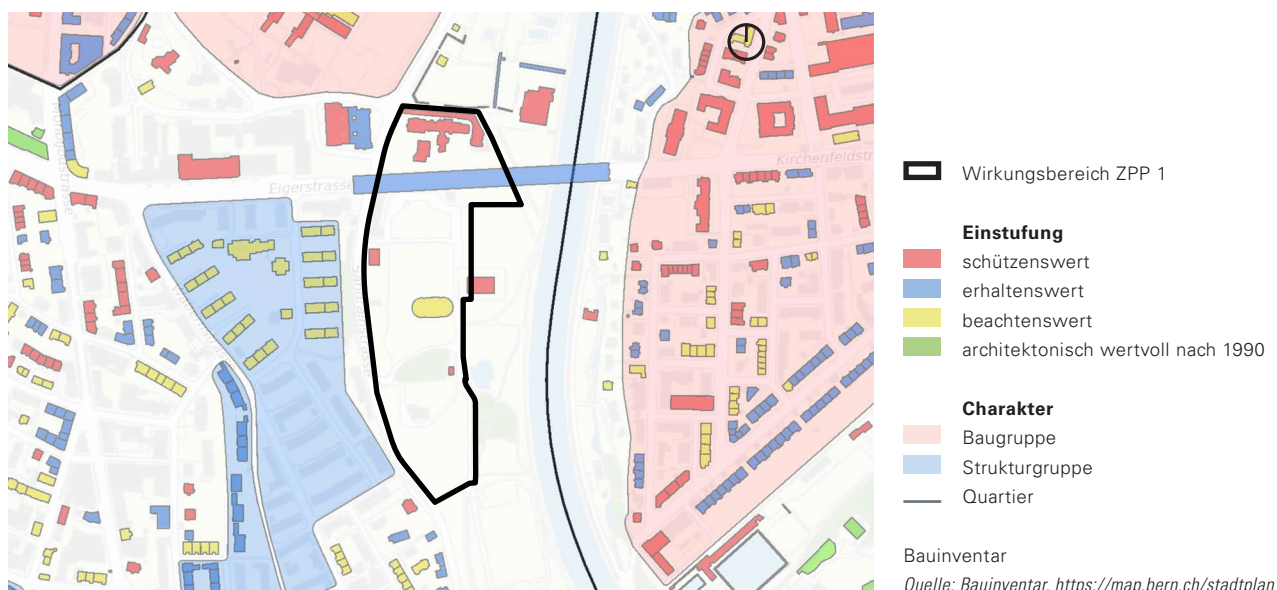 Eigerstrasse
Kirchenfeldstr
Wirkungsbereich ZPP 1
Einstufung
schützenswert
erhaltenswert
beachtenswert
architektonisch wertvoll nach 1990
Charakter
Baugruppe
Strukturgruppe
Quartier
Bauinventar
Quelle: Bauinventar, https://map.bern.ch/stadtplan